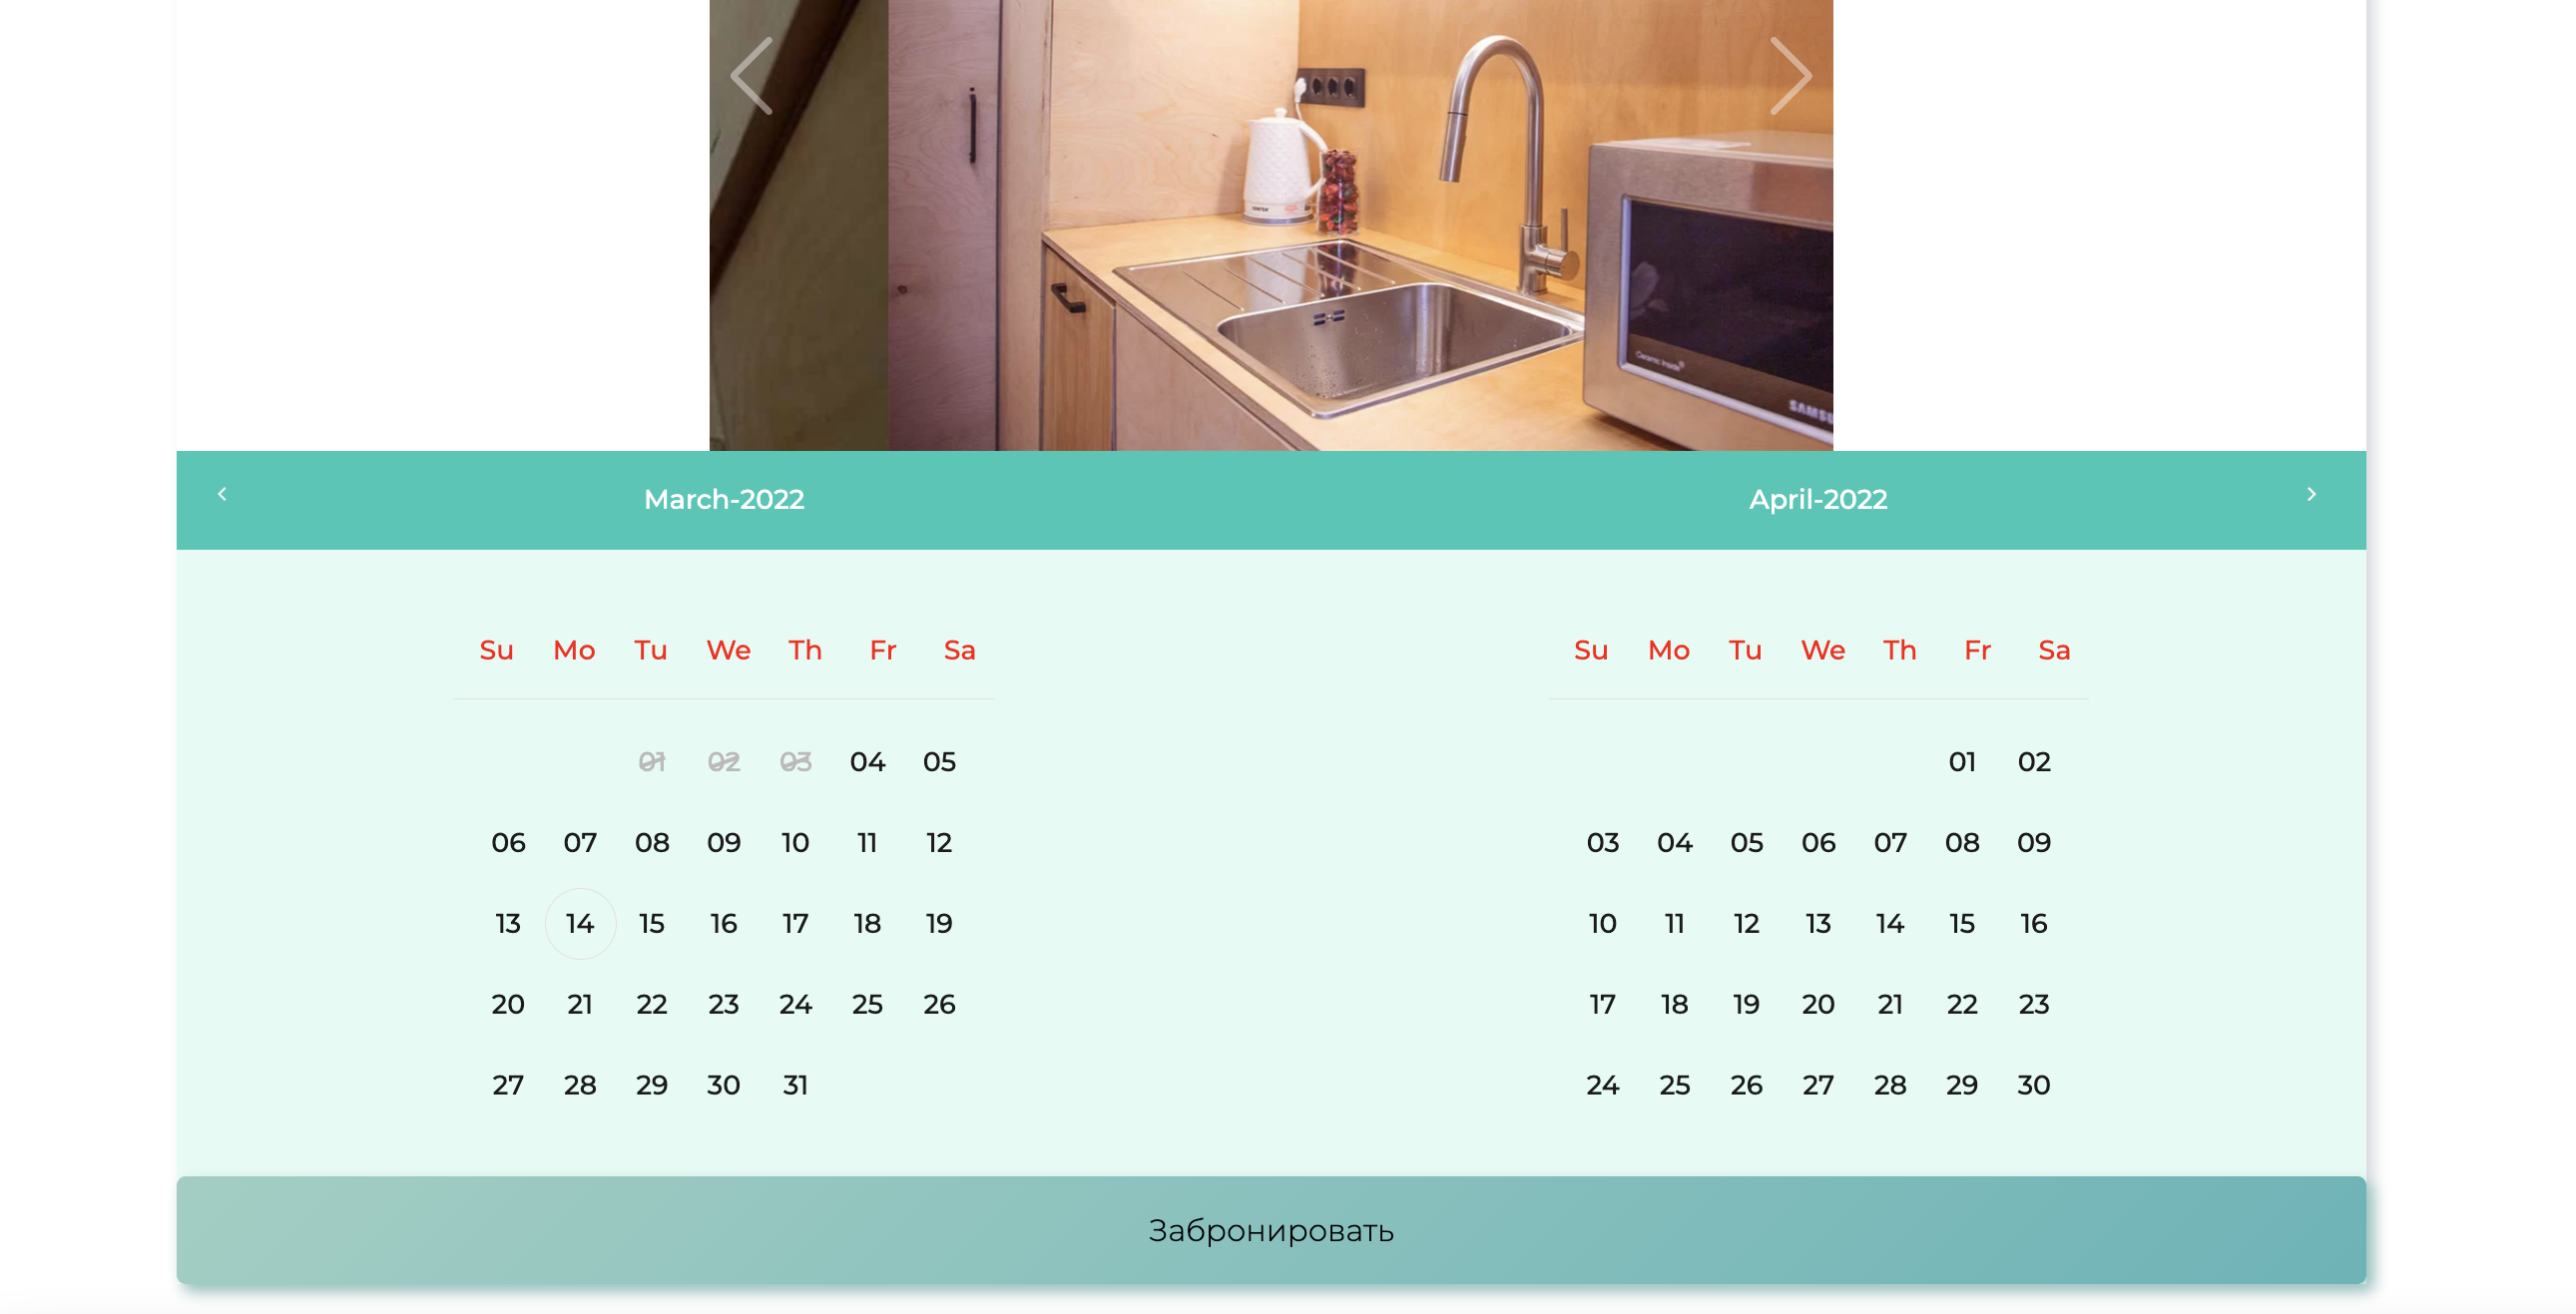 CENTEK
Ceramic Inside®
SAMS
March-2022 April-2022
Su Mo Tu We Th Fr Sa Su Mo Tu We Th Fr Sa
01 02 03 04 05 01 02
06 07 08 09 10 11 12 03 04 05 06 07 08 09
13 14 15 16 17 18 19 10 11 12 13 14 15 16
20 21 22 23 24 25 26 17 18 19 20 21 22 23
27 28 29 30 31 24 25 26 27 28 29 30
Забронировать